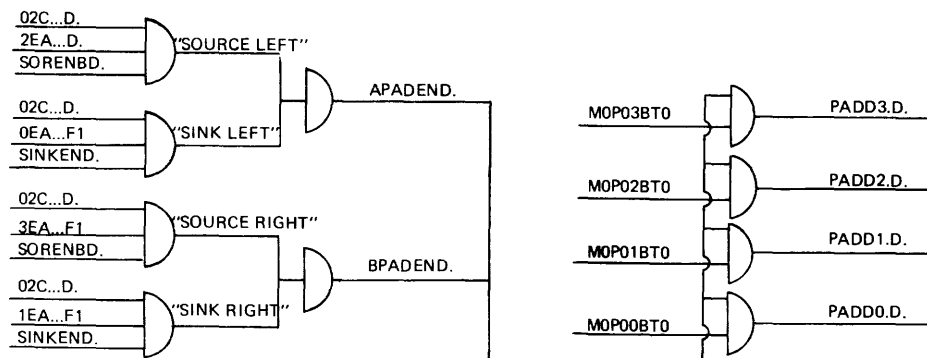 02C...D.
2EA...D.
SORENBD.
"SOURCE LEFT"
02C...D.
0EA...F1
SINKEND.
"SINK LEFT"
APADEND.
02C...D.
3EA...F1
SORENBD.
"SOURCE RIGHT"
02C...D.
1EA...F1
SINKEND.
"SINK RIGHT"
BPADEND.
M0P03BT0
PADD3.D.
M0P02BT0
PADD2.D.
M0P01BT0
PADD1.D.
M0P00BT0
PADD0.D.